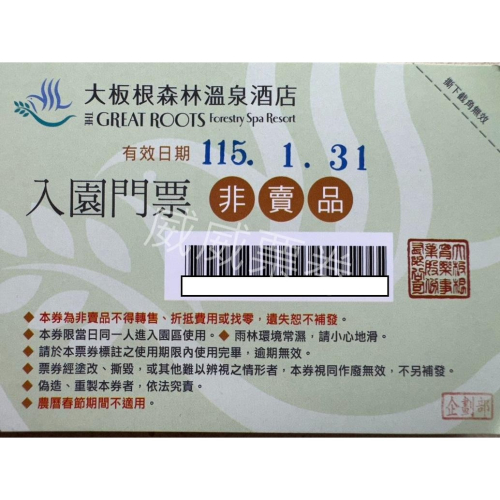 大板根森林溫泉酒店
THE GREAT ROOTS Forestry Spa Resort
撕下截角無效
有效日期 115. 1. 31
入園門票 非賣品
威威票券
本券為非賣品不得轉售、折抵費用或找零，遺失恕不補發。
本券限當日同一人進入園區使用。◆雨林環境常濕，請小心地滑。
請於本票券標註之使用期限內使用完畢，逾期無效。
票券經塗改、撕毀，或其他難以辨視之情形者，本券視同作廢無效，不另補發。
偽造、重製本券者，依法究責。
農曆春節期間不適用。
企劃部